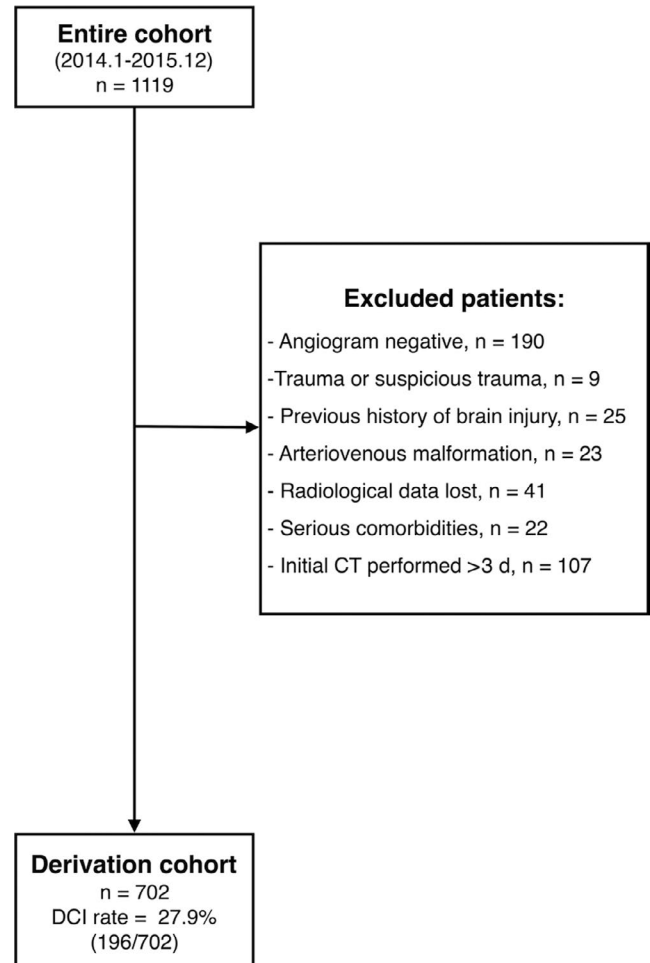 Entire cohort
(2014.1-2015.12)
n = 1119
Excluded patients:
- Angiogram negative, n = 190
-Trauma or suspicious trauma, n = 9
- Previous history of brain injury, n = 25
- Arteriovenous malformation, n = 23
- Radiological data lost, n = 41
- Serious comorbidities, n = 22
- Initial CT performed >3 d, n = 107
Derivation cohort
n = 702
DCI rate = 27.9%
(196/702)